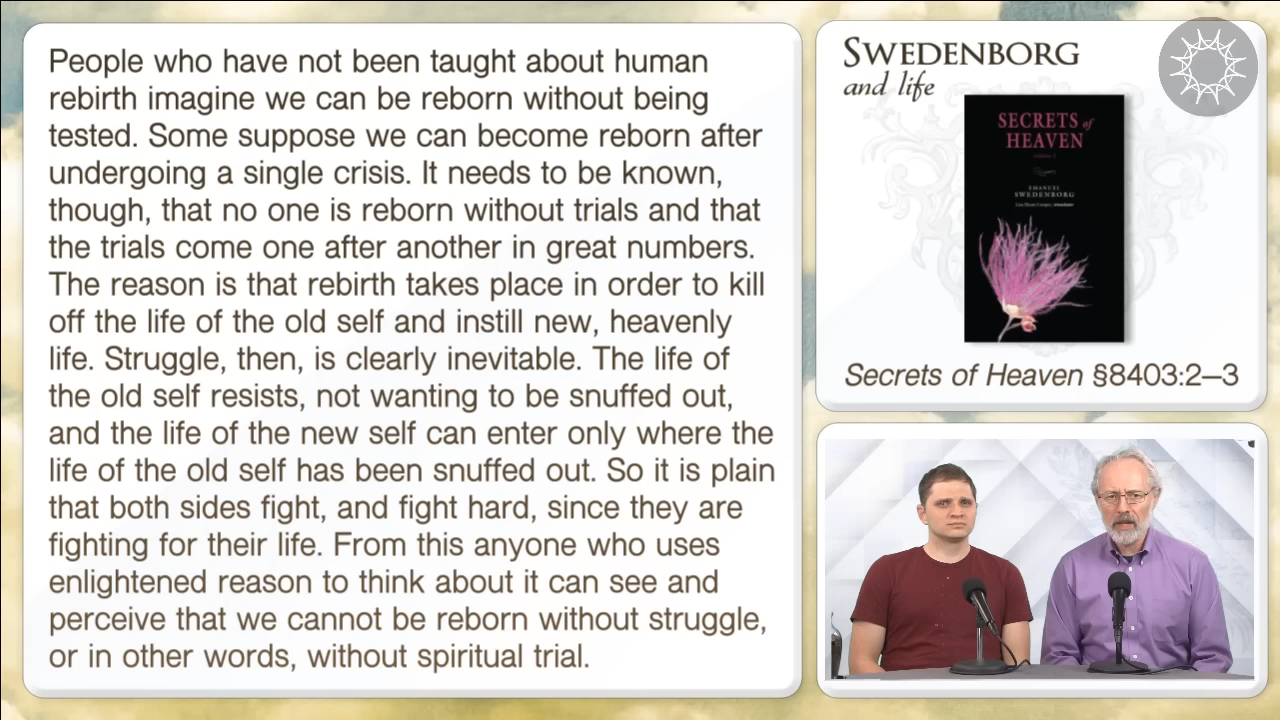 People who have not been taught about human
rebirth imagine we can be reborn without being
tested. Some suppose we can become reborn after
undergoing a single crisis. It needs to be known,
though, that no one is reborn without trials and that
the trials come one after another in great numbers.
The reason is that rebirth takes place in order to kill
off the life of the old self and instill new, heavenly
life. Struggle, then, is clearly inevitable. The life of
the old self resists, not wanting to be snuffed out,
and the life of the new self can enter only where the
life of the old self has been snuffed out. So it is plain
that both sides fight, and fight hard, since they are
fighting for their life. From this anyone who uses
enlightened reason to think about it can see and
perceive that we cannot be reborn without struggle,
or in other words, without spiritual trial.
SWEDENBORG
and life
SECRETS of
HEAVEN
EMANUEL
SWEDENBORG
Secrets of Heaven §8403:2–3